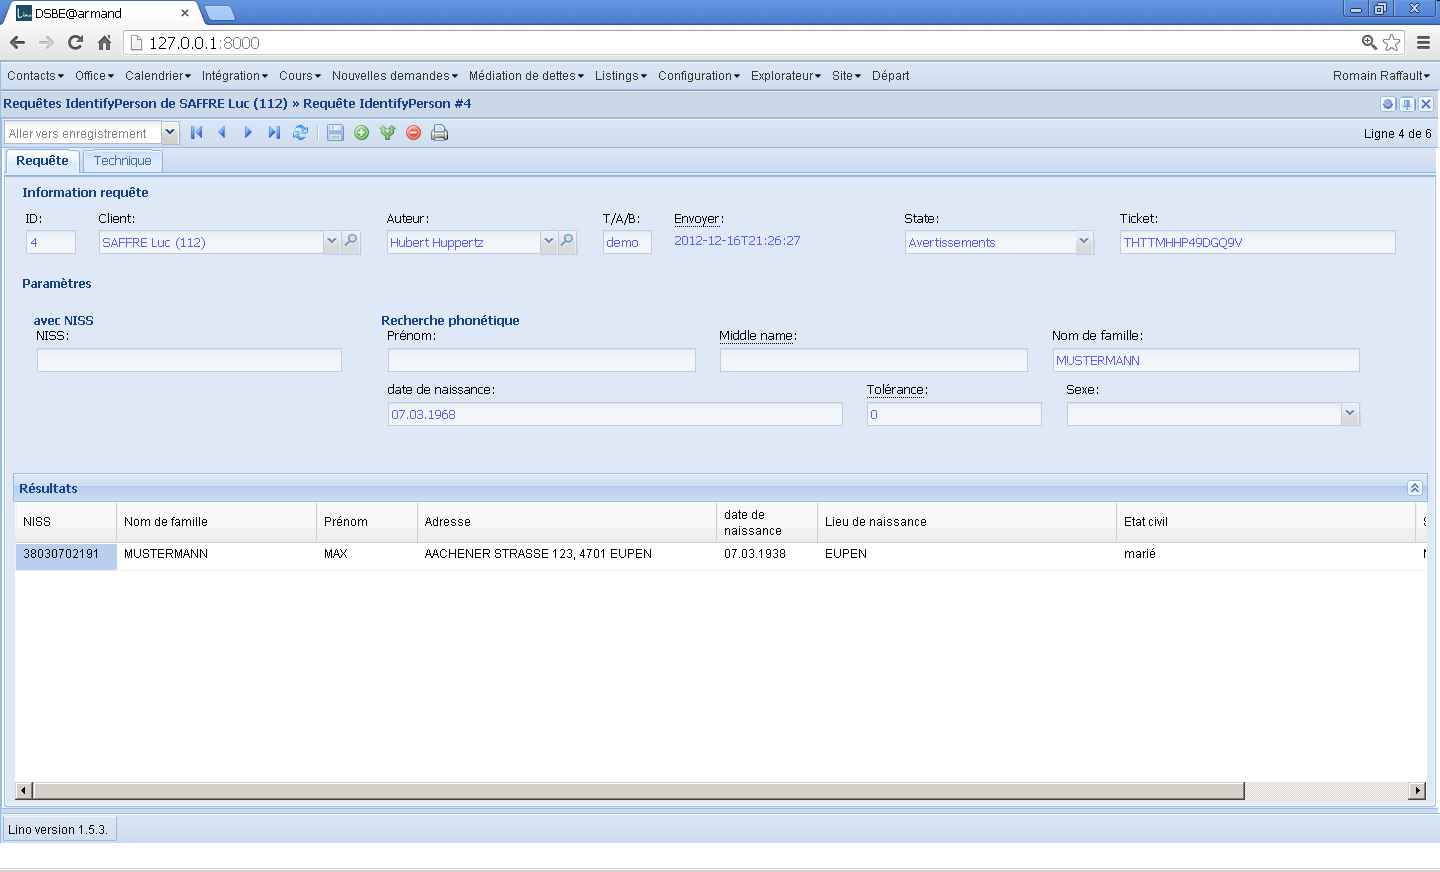 DSBE@armand
127.0.0.1:8000
Contacts Office Calendrier Intégration Cours Nouvelles demandes Médiation de dettes Listings Configuration Explorateur Site Départ Romain Raffault
Requêtes IdentifyPerson de SAFFRE Luc (112) » Requête IdentifyPerson #4
Aller vers enregistrement Ligne 4 de 6
Requête Technique
Information requête
ID: Client: Auteur: T/A/B: Envoyer: State: Ticket:
4 SAFFRE Luc (112) Hubert Huppertz demo 2012-12-16T21:26:27 Avertissements THTTMHHP49DGQ9V
Paramètres
avec NISS Recherche phonétique
NISS: Prénom: Middle name: Nom de famille:
MUSTERMANN
date de naissance: Tolérance: Sexe:
07.03.1968 0
Résultats
NISS Nom de famille Prénom Adresse date de naissance Lieu de naissance Etat civil
38030702191 MUSTERMANN MAX AACHENER STRASSE 123, 4701 EUPEN 07.03.1938 EUPEN marié
Lino version 1.5.3.